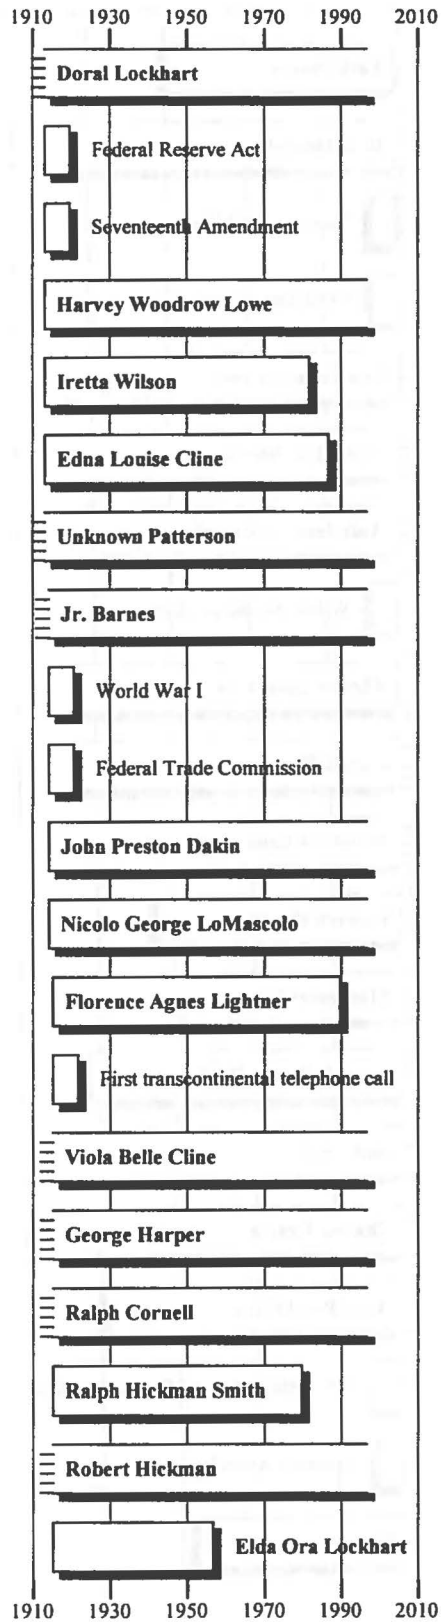 1910 1930 1950 1970 1990 2010
Doral Lockhart
Federal Reserve Act
Seventeenth Amendment
Harvey Woodrow Lowe
Iretta Wilson
Edna Louise Cline
Unknown Patterson
Jr. Barnes
World War I
Federal Trade Commission
John Preston Dakin
Nicolo George LoMascolo
Florence Agnes Lightner
First transcontinental telephone call
Viola Belle Cline
George Harper
Ralph Cornell
Ralph Hickman Smith
Robert Hickman
Elda Ora Lockhart
1910 1930 1950 1970 1990 2010